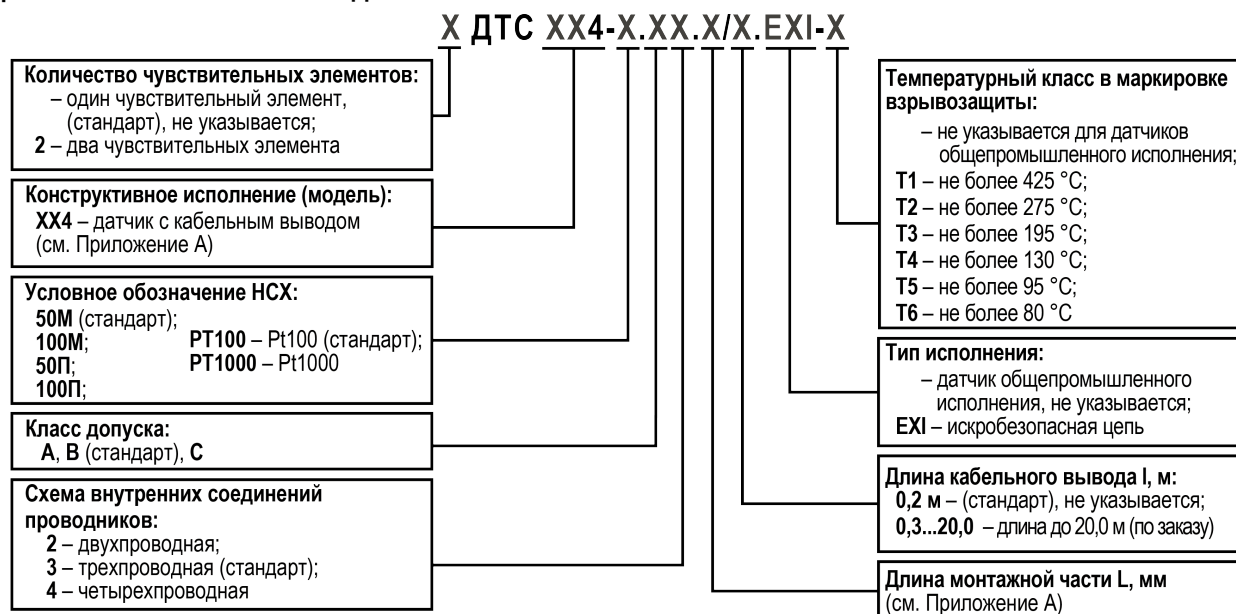 X ДТС XX4-X.XX.X/X.EXI-X
Количество чувствительных элементов:
– один чувствительный элемент,
(стандарт), не указывается;
2 – два чувствительных элемента
Конструктивное исполнение (модель):
XX4 – датчик с кабельным выводом
(см. Приложение А)
Условное обозначение НСХ:
50М (стандарт);
100М; PT100 – Pt100 (стандарт);
50П; PT1000 – Pt1000
100П;
Класс допуска:
А, В (стандарт), С
Схема внутренних соединений
проводников:
2 – двухпроводная;
3 – трехпроводная (стандарт);
4 – четырехпроводная
Температурный класс в маркировке
взрывозащиты:
– не указывается для датчиков
общепромышленного исполнения;
Т1 – не более 425 °С;
Т2 – не более 275 °С;
Т3 – не более 195 °С;
Т4 – не более 130 °С;
Т5 – не более 95 °С;
Т6 – не более 80 °С
Тип исполнения:
– датчик общепромышленного
исполнения, не указывается;
EXI – искробезопасная цепь
Длина кабельного вывода l, м:
0,2 м – (стандарт), не указывается;
0,3...20,0 – длина до 20,0 м (по заказу)
Длина монтажной части L, мм
(см. Приложение А)